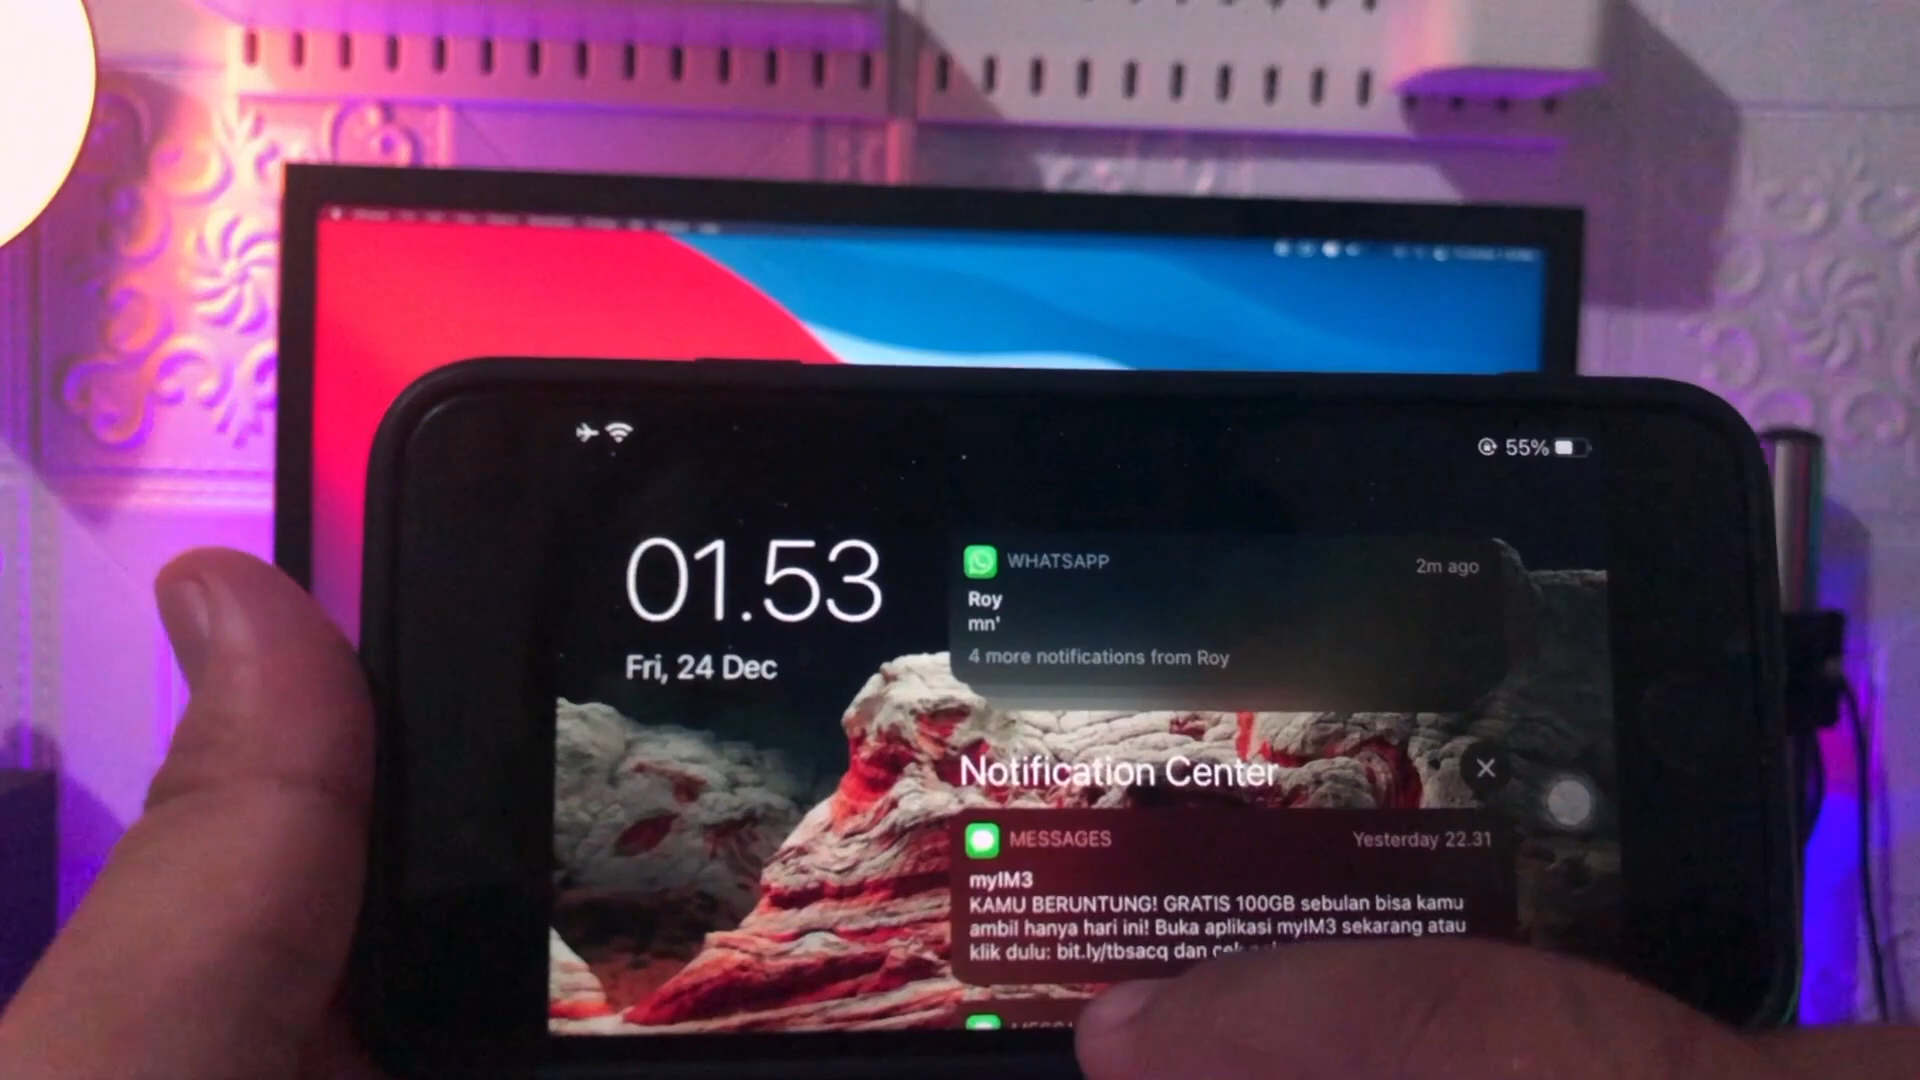 55%
01.53
Fri, 24 Dec
WHATSAPP
2m ago
Roy
mn'
4 more notifications from Roy
Notification Center
MESSAGES
Yesterday 22.31
myIM3
KAMU BERUNTUNG! GRATIS 100GB sebulan bisa kamu
ambil hanya hari ini! Buka aplikasi myIM3 sekarang atau
klik dulu: bit.ly/tbsacq dan